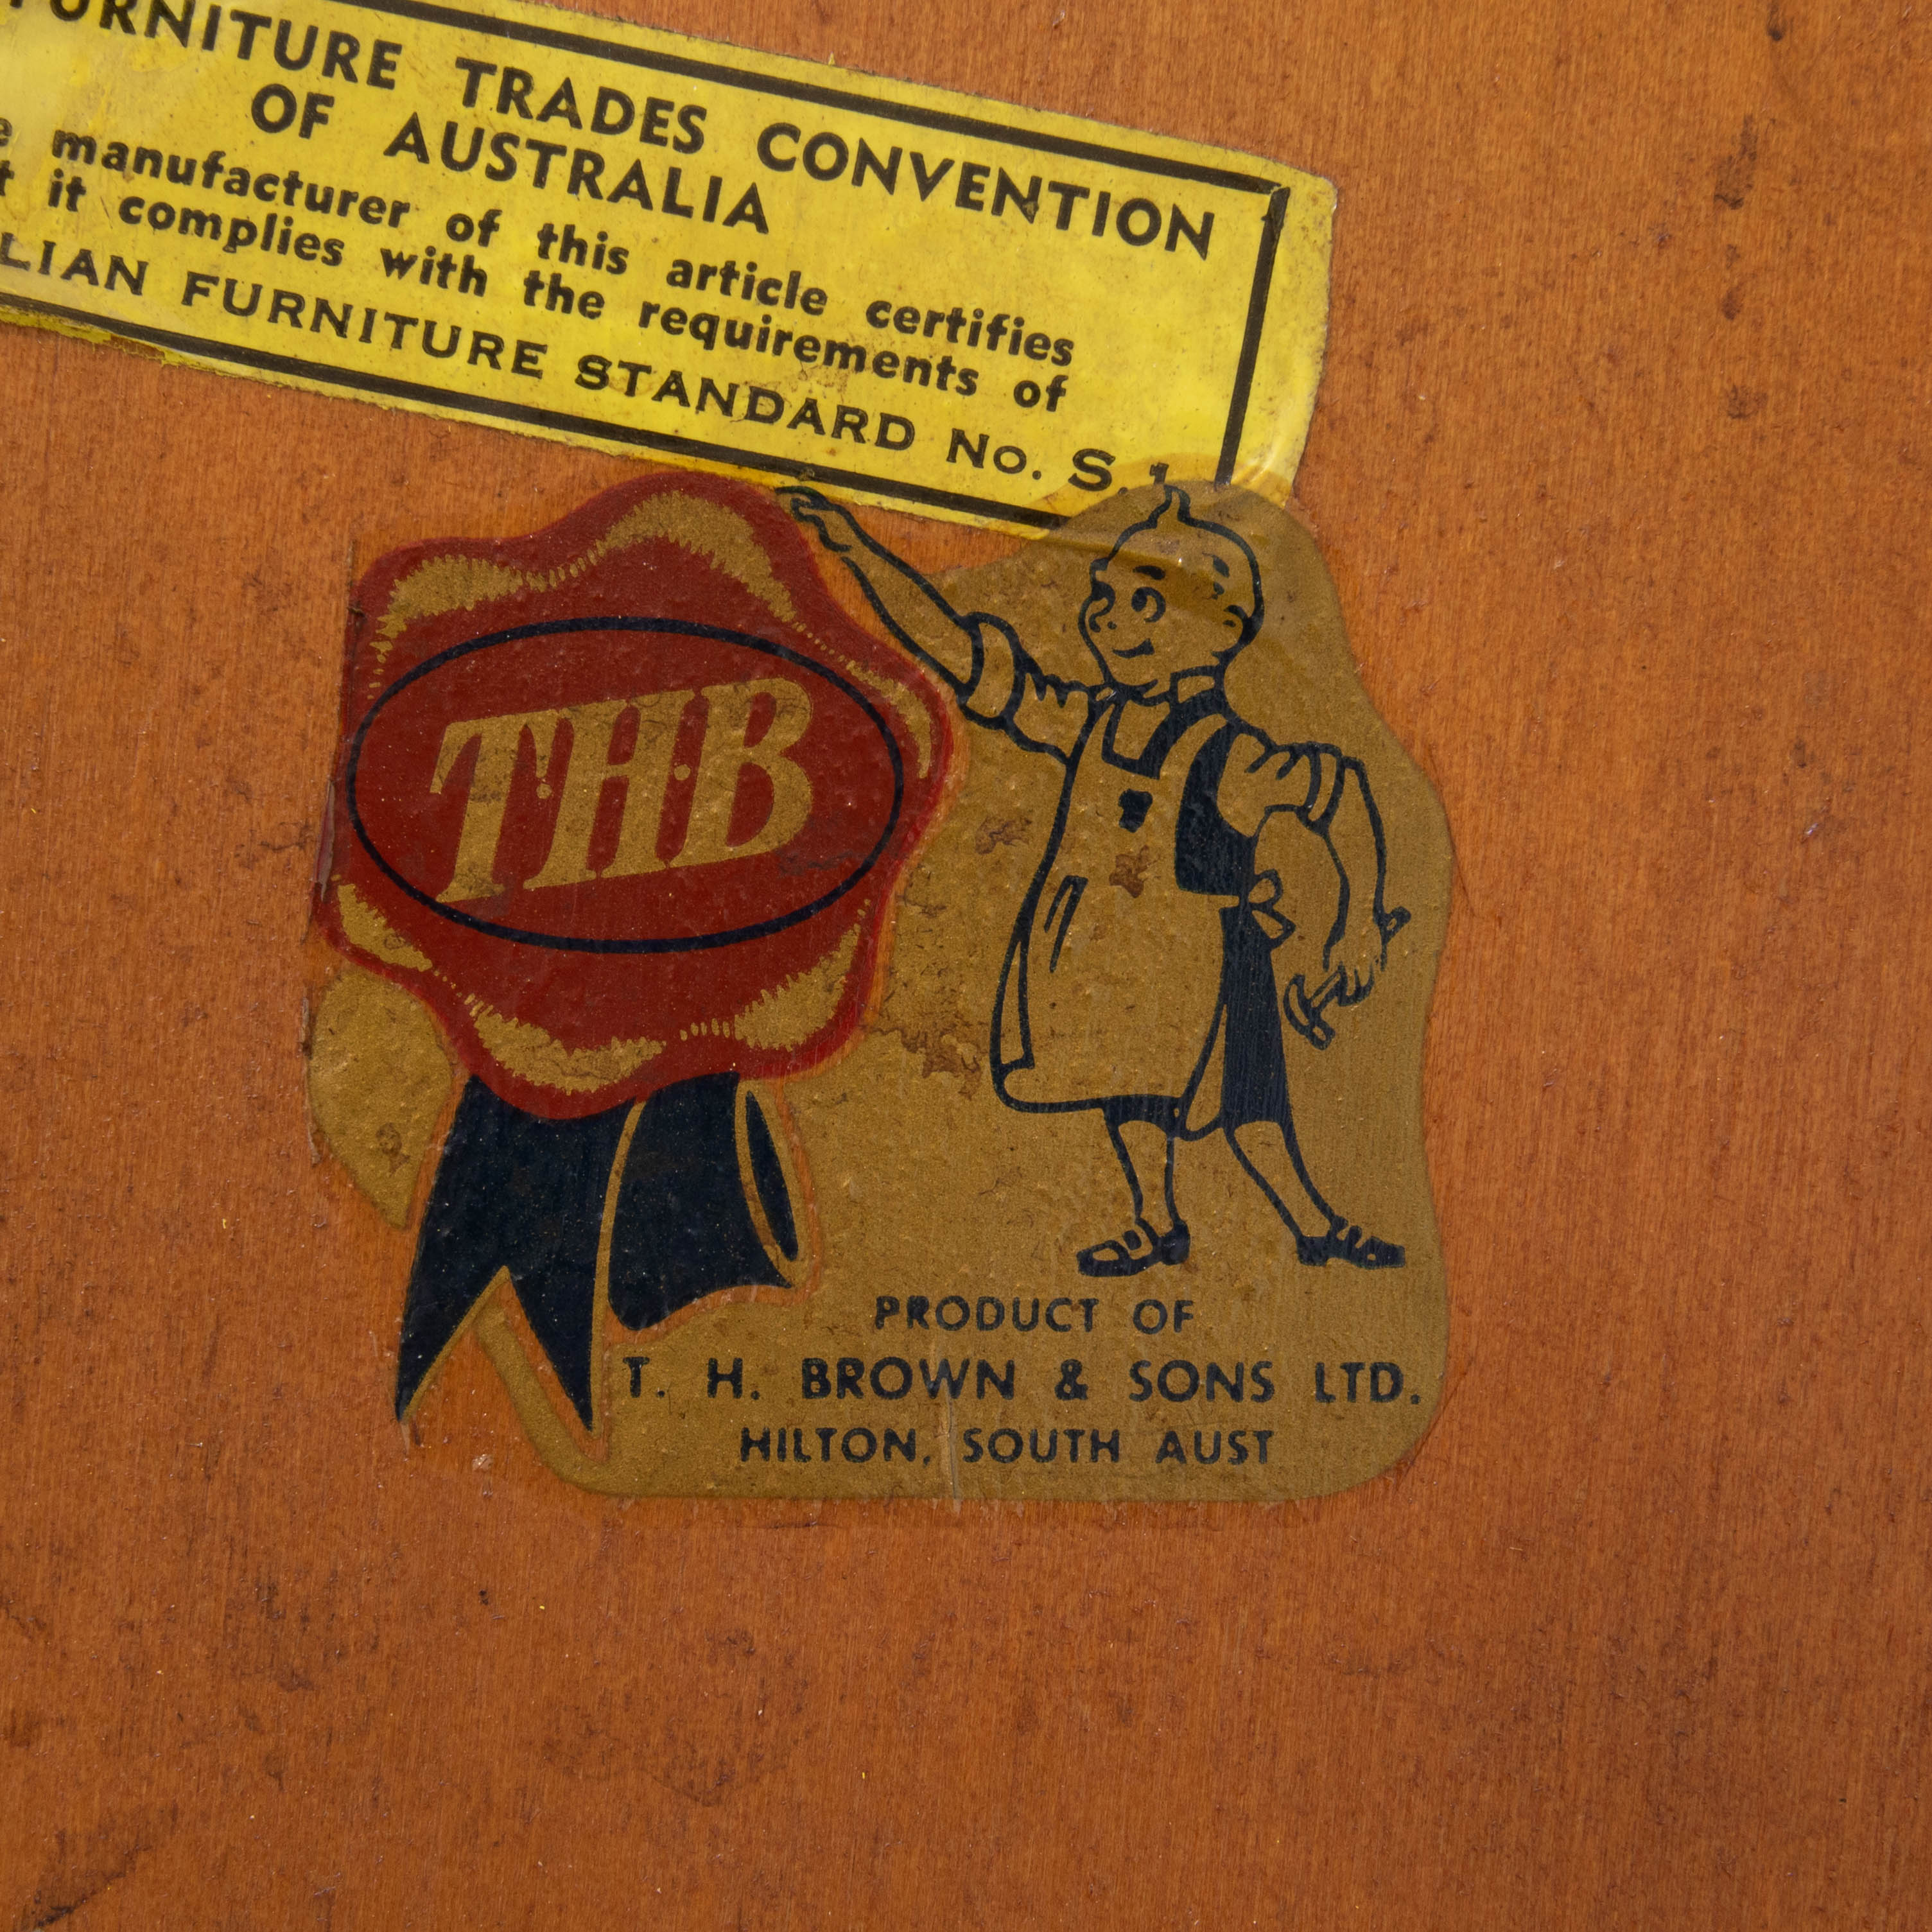 FURNITURE TRADES CONVENTION
OF AUSTRALIA
manufacturer of this article certifies
it complies with the requirements of
LIAN FURNITURE STANDARD No. S.1
T.H.B
PRODUCT OF
T. H. BROWN & SONS LTD.
HILTON, SOUTH AUST